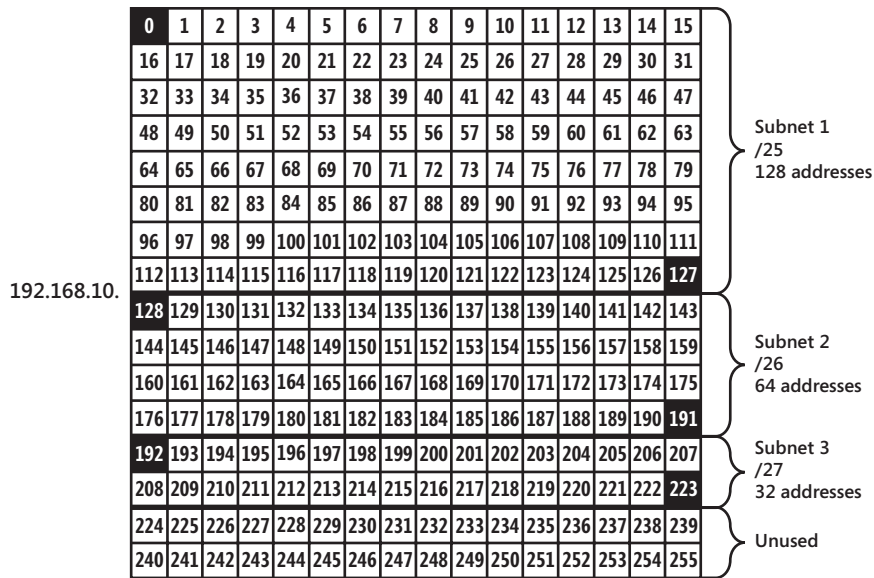 0 1 2 3 4 5 6 7 8 9 10 11 12 13 14 15
16 17 18 19 20 21 22 23 24 25 26 27 28 29 30 31
32 33 34 35 36 37 38 39 40 41 42 43 44 45 46 47
48 49 50 51 52 53 54 55 56 57 58 59 60 61 62 63
64 65 66 67 68 69 70 71 72 73 74 75 76 77 78 79
80 81 82 83 84 85 86 87 88 89 90 91 92 93 94 95
96 97 98 99 100 101 102 103 104 105 106 107 108 109 110 111
112 113 114 115 116 117 118 119 120 121 122 123 124 125 126 127
Subnet 1
/25
128 addresses
192.168.10.
128 129 130 131 132 133 134 135 136 137 138 139 140 141 142 143
144 145 146 147 148 149 150 151 152 153 154 155 156 157 158 159
160 161 162 163 164 165 166 167 168 169 170 171 172 173 174 175
176 177 178 179 180 181 182 183 184 185 186 187 188 189 190 191
Subnet 2
/26
64 addresses
192 193 194 195 196 197 198 199 200 201 202 203 204 205 206 207
208 209 210 211 212 213 214 215 216 217 218 219 220 221 222 223
Subnet 3
/27
32 addresses
224 225 226 227 228 229 230 231 232 233 234 235 236 237 238 239
240 241 242 243 244 245 246 247 248 249 250 251 252 253 254 255
Unused